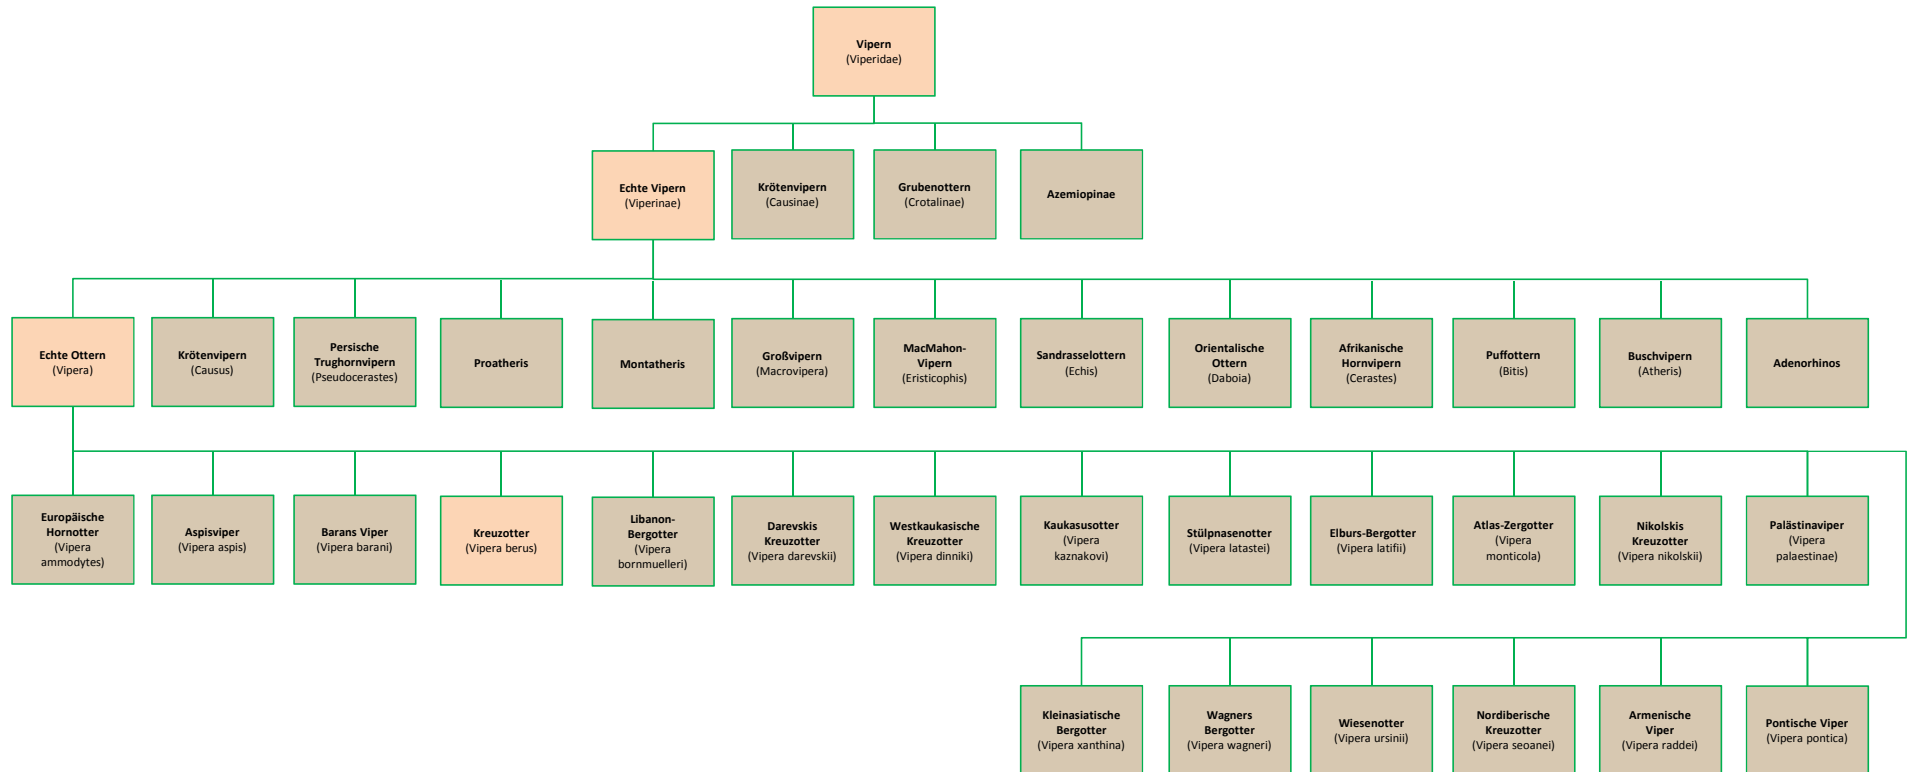 Vipern
(Viperidae)
Echte Vipern
(Viperinae)
Krötenvipern
(Causinae)
Grubenottern
(Crotalinae)
Azemiopinae
Echte Ottern
(Vipera)
Krötenvipern
(Causus)
Persische
Trughornvipern
(Pseudocerastes)
Proatheris
Montatheris
Großvipern
(Macrovipera)
MacMahon-
Vipern
(Eristicophis)
Sandrasselottern
(Echis)
Orientalische
Ottern
(Daboia)
Afrikanische
Hornvipern
(Cerastes)
Puffottern
(Bitis)
Buschvipern
(Atheris)
Adenorhinos
Europäische
Hornotter
(Vipera
ammodytes)
Aspisviper
(Vipera aspis)
Barans Viper
(Vipera barani)
Kreuzotter
(Vipera berus)
Libanon-
Bergotter
(Vipera
bornmuelleri)
Darevskis
Kreuzotter
(Vipera darevskii)
Westkaukasische
Kreuzotter
(Vipera dinniki)
Kaukasusotter
(Vipera
kaznakovi)
Stülpnasenotter
(Vipera latastei)
Elburs-Bergotter
(Vipera latifii)
Atlas-Zergotter
(Vipera
monticola)
Nikolskis
Kreuzotter
(Vipera nikolskii)
Palästinaviper
(Vipera
palaestinae)
Kleinasiatische
Bergotter
(Vipera xanthina)
Wagners
Bergotter
(Vipera wagneri)
Wiesenotter
(Vipera ursinii)
Nordiberische
Kreuzotter
(Vipera seoanei)
Armenische
Viper
(Vipera raddei)
Pontische Viper
(Vipera pontica)